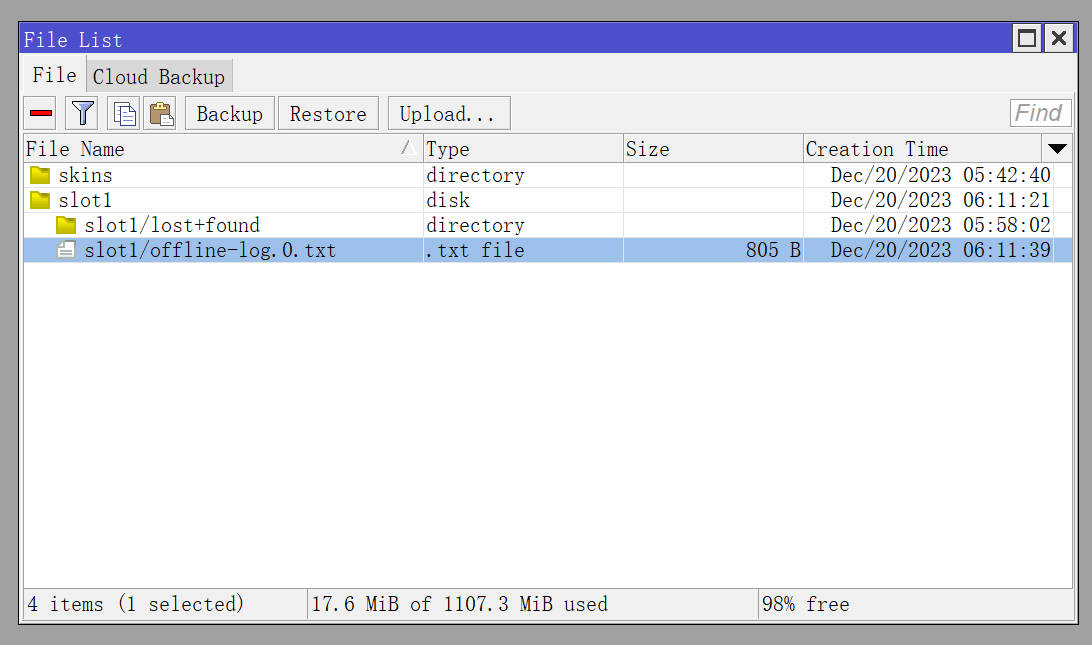 File List
File Cloud Backup
Backup Restore Upload... Find
File Name Type Size Creation Time
skins directory Dec/20/2023 05:42:40
slot1 disk Dec/20/2023 06:11:21
slot1/lost+found directory Dec/20/2023 05:58:02
slot1/offline-log.0.txt .txt file 805 B Dec/20/2023 06:11:39
4 items (1 selected) 17.6 MiB of 1107.3 MiB used 98% free